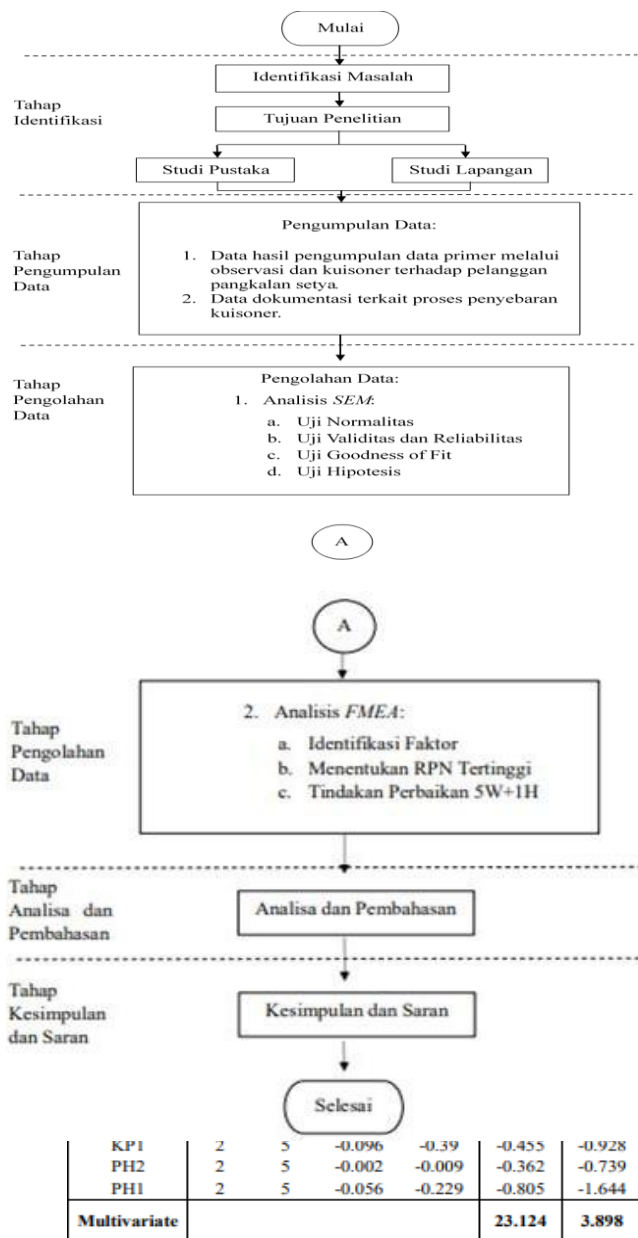 Mulai
Tahap
Identifikasi
Identifikasi Masalah
Tujuan Penelitian
Studi Pustaka
Studi Lapangan
Tahap
Pengumpulan
Data
Pengumpulan Data:
1. Data hasil pengumpulan data primer melalui
observasi dan kuisoner terhadap pelanggan
pangkalan setya.
2. Data dokumentasi terkait proses penyebaran
kuisoner.
Tahap
Pengolahan
Data
Pengolahan Data:
1. Analisis SEM:
a. Uji Normalitas
b. Uji Validitas dan Reliabilitas
c. Uji Goodness of Fit
d. Uji Hipotesis
A
A
Tahap
Pengolahan
Data
2. Analisis FMEA:
a. Identifikasi Faktor
b. Menentukan RPN Tertinggi
c. Tindakan Perbaikan 5W+1H
Tahap
Analisa dan
Pembahasan
Analisa dan Pembahasan
Tahap
Kesimpulan
dan Saran
Kesimpulan dan Saran
Selesai
KP1 2 5 -0.096 -0.39 -0.455 -0.928
PH2 2 5 -0.002 -0.009 -0.362 -0.739
PH1 2 5 -0.056 -0.229 -0.805 -1.644
Multivariate 23.124 3.898